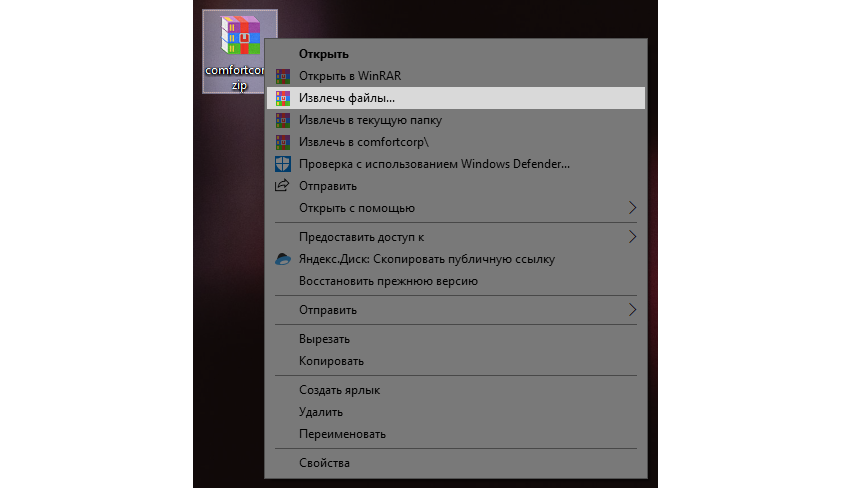 comfortcor
zip
Открыть
Открыть в WinRAR
Извлечь файлы...
Извлечь в текущую папку
Извлечь в comfortcorp\
Проверка с использованием Windows Defender...
Отправить
Открыть с помощью
Предоставить доступ к
Яндекс.Диск: Скопировать публичную ссылку
Восстановить прежнюю версию
Отправить
Вырезать
Копировать
Создать ярлык
Удалить
Переименовать
Свойства